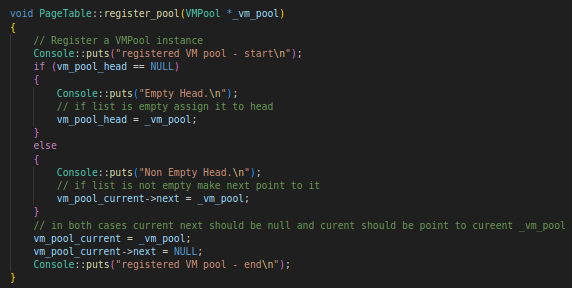 void PageTable::register_pool(VMPool *_vm_pool)
{
// Register a VMPool instance
Console::puts("registered VM pool - start\n");
if (vm_pool_head == NULL)
{
Console::puts("Empty Head.\n");
// if list is empty assign it to head
vm_pool_head = _vm_pool;
}
else
{
Console::puts("Non Empty Head.\n");
// if list is not empty make next point to it
vm_pool_current->next = _vm_pool;
}
// in both cases current next should be null and curent should be point to cureent _vm_pool
vm_pool_current = _vm_pool;
vm_pool_current->next = NULL;
Console::puts("registered VM pool - end\n");
}